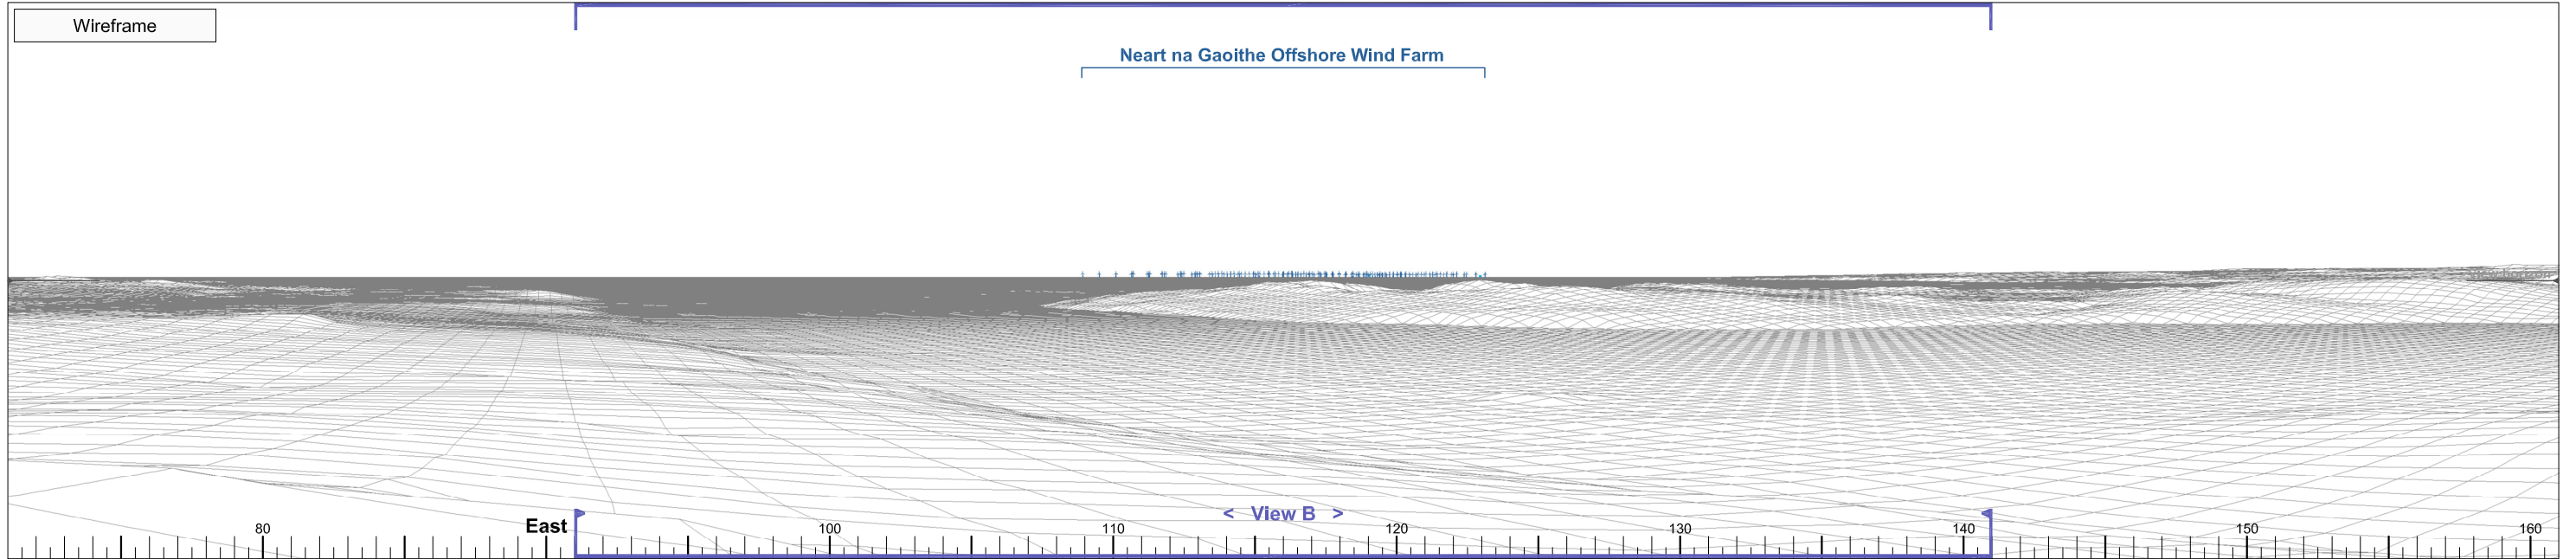 Wireframe
Neart na Gaoithe Offshore Wind Farm
< View B >
80 East 100 110 120 130 140 150 160